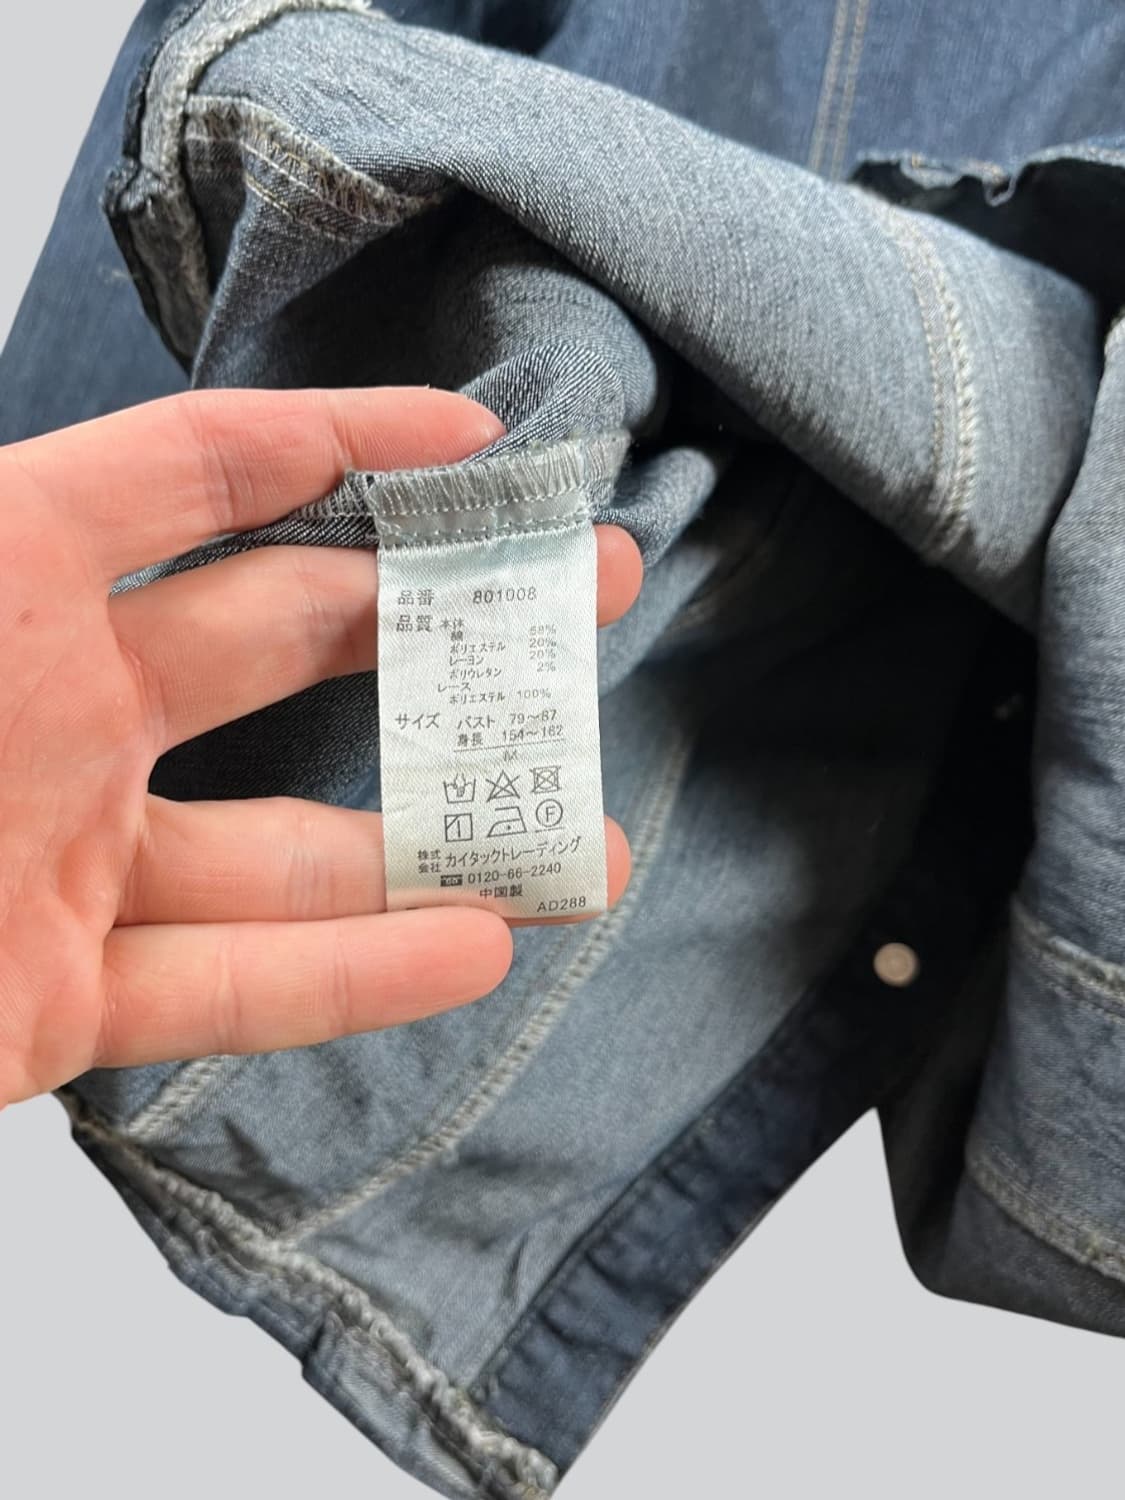 品番 801008
品質 本体
綿 58%
ポリエステル 20%
レーヨン 20%
ポリウレタン 2%
レース
ポリエステル 100%
サイズ バスト 79〜87
身長 154〜162
M
F
株式会社 カイタックトレーディング
0120-66-2240
中国製
AD288